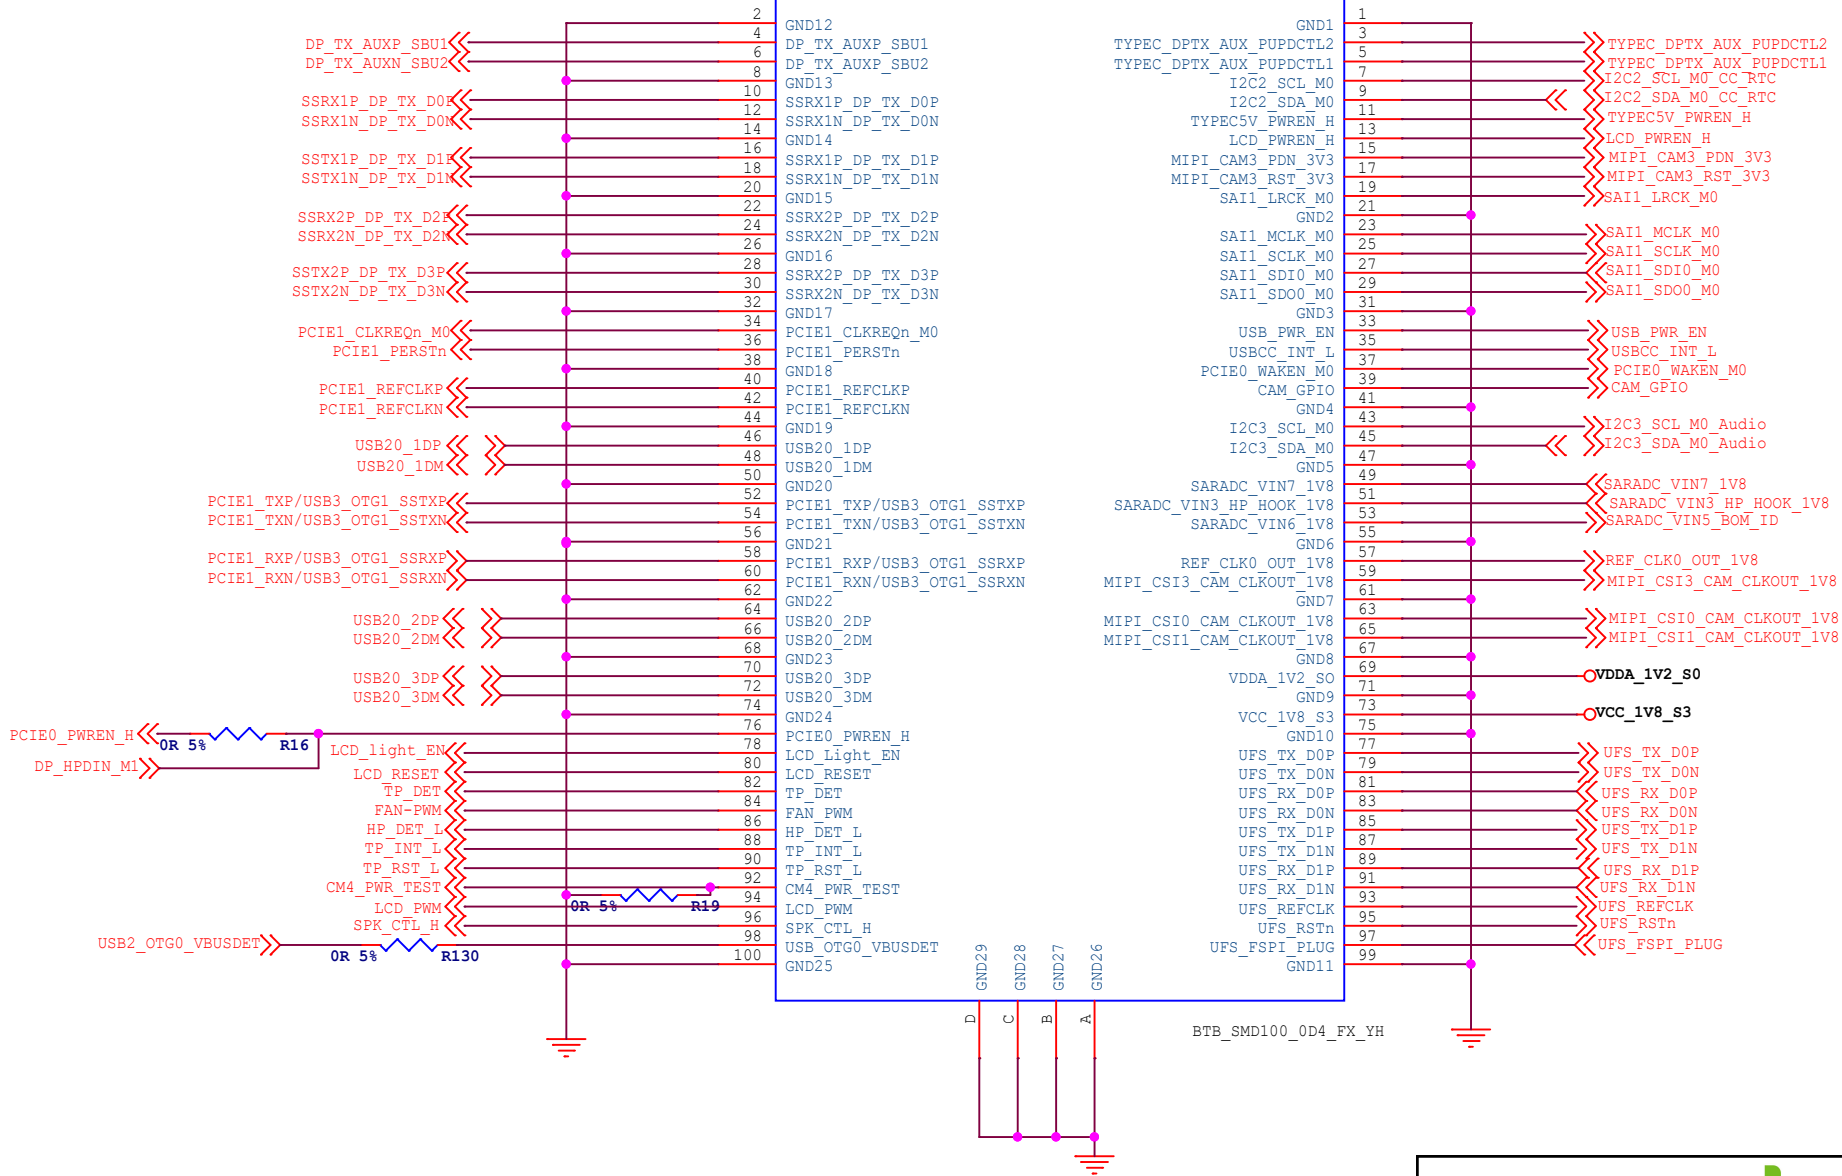 2 GND12 GND1 1
DP_TX_AUXP_SBU1 4 DP_TX_AUXP_SBU1 TYPEC_DPTX_AUX_PUPDCTL2 3 TYPEC_DPTX_AUX_PUPDCTL2
DP_TX_AUXN_SBU2 6 DP_TX_AUXP_SBU2 TYPEC_DPTX_AUX_PUPDCTL1 5 TYPEC_DPTX_AUX_PUPDCTL1
8 GND13 I2C2_SCL_M0 7 I2C2_SCL_M0_CC_RTC
SSRX1P_DP_TX_D0P 10 SSRX1P_DP_TX_D0P I2C2_SDA_M0 9 I2C2_SDA_M0_CC_RTC
SSRX1N_DP_TX_D0N 12 SSRX1N_DP_TX_D0N TYPEC5V_PWREN_H 11 TYPEC5V_PWREN_H
14 GND14 LCD_PWREN_H 13 LCD_PWREN_H
SSTX1P_DP_TX_D1P 16 SSRX1P_DP_TX_D1P MIPI_CAM3_PDN_3V3 15 MIPI_CAM3_PDN_3V3
SSTX1N_DP_TX_D1N 18 SSRX1N_DP_TX_D1N MIPI_CAM3_RST_3V3 17 MIPI_CAM3_RST_3V3
20 GND15 SAI1_LRCK_M0 19 SAI1_LRCK_M0
SSRX2P_DP_TX_D2P 22 SSRX2P_DP_TX_D2P GND2 21
SSRX2N_DP_TX_D2N 24 SSRX2N_DP_TX_D2N SAI1_MCLK_M0 23 SAI1_MCLK_M0
26 GND16 SAI1_SCLK_M0 25 SAI1_SCLK_M0
SSTX2P_DP_TX_D3P 28 SSRX2P_DP_TX_D3P SAI1_SDI0_M0 27 SAI1_SDI0_M0
SSTX2N_DP_TX_D3N 30 SSRX2N_DP_TX_D3N SAI1_SDO0_M0 29 SAI1_SDO0_M0
32 GND17 GND3 31
PCIE1_CLKREQn_M0 34 PCIE1_CLKREQn_M0 USB_PWR_EN 33 USB_PWR_EN
PCIE1_PERSTn 36 PCIE1_PERSTn USBCC_INT_L 35 USBCC_INT_L
38 GND18 PCIE0_WAKEN_M0 37 PCIE0_WAKEN_M0
PCIE1_REFCLKP 40 PCIE1_REFCLKP CAM_GPIO 39 CAM_GPIO
PCIE1_REFCLKN 42 PCIE1_REFCLKN GND4 41
44 GND19 I2C3_SCL_M0 43 I2C3_SCL_M0_Audio
USB20_1DP 46 USB20_1DP I2C3_SDA_M0 45 I2C3_SDA_M0_Audio
USB20_1DM 48 USB20_1DM GND5 47
50 GND20 SARADC_VIN7_1V8 49 SARADC_VIN7_1V8
PCIE1_TXP/USB3_OTG1_SSTXP 52 PCIE1_TXP/USB3_OTG1_SSTXP SARADC_VIN3_HP_HOOK_1V8 51 SARADC_VIN3_HP_HOOK_1V8
PCIE1_TXN/USB3_OTG1_SSTXN 54 PCIE1_TXN/USB3_OTG1_SSTXN SARADC_VIN6_1V8 53 SARADC_VIN5_BOM_ID
56 GND21 GND6 55
PCIE1_RXP/USB3_OTG1_SSRXP 58 PCIE1_RXP/USB3_OTG1_SSRXP REF_CLK0_OUT_1V8 57 REF_CLK0_OUT_1V8
PCIE1_RXN/USB3_OTG1_SSRXN 60 PCIE1_RXN/USB3_OTG1_SSRXN MIPI_CSI3_CAM_CLKOUT_1V8 59 MIPI_CSI3_CAM_CLKOUT_1V8
62 GND22 GND7 61
USB20_2DP 64 USB20_2DP MIPI_CSI0_CAM_CLKOUT_1V8 63 MIPI_CSI0_CAM_CLKOUT_1V8
USB20_2DM 66 USB20_2DM MIPI_CSI1_CAM_CLKOUT_1V8 65 MIPI_CSI1_CAM_CLKOUT_1V8
68 GND23 GND8 67
USB20_3DP 70 USB20_3DP VDDA_1V2_SO 69 VDDA_1V2_S0
USB20_3DM 72 USB20_3DM GND9 71
74 GND24 VCC_1V8_S3 73 VCC_1V8_S3
PCIE0_PWREN_H 0R 5% R16 76 PCIE0_PWREN_H GND10 75
LCD_light_EN 78 LCD_Light_EN UFS_TX_D0P 77 UFS_TX_D0P
DP_HPDIN_M1 LCD_RESET 80 LCD_RESET UFS_TX_D0N 79 UFS_TX_D0N
TP_DET 82 TP_DET UFS_RX_D0P 81 UFS_RX_D0P
FAN-PWM 84 FAN_PWM UFS_RX_D0N 83 UFS_RX_D0N
HP_DET_L 86 HP_DET_L UFS_TX_D1P 85 UFS_TX_D1P
TP_INT_L 88 TP_INT_L UFS_TX_D1N 87 UFS_TX_D1N
TP_RST_L 90 TP_RST_L UFS_RX_D1P 89 UFS_RX_D1P
CM4_PWR_TEST 92 CM4_PWR_TEST UFS_RX_D1N 91 UFS_RX_D1N
LCD_PWM 0R 5% R19 94 LCD_PWM UFS_REFCLK 93 UFS_REFCLK
SPK_CTL_H 96 SPK_CTL_H UFS_RSTn 95 UFS_RSTn
USB2_OTG0_VBUSDET 0R 5% R130 98 USB_OTG0_VBUSDET UFS_FSPI_PLUG 97 UFS_FSPI_PLUG
100 GND25 GND11 99
GND29 GND28 GND27 GND26
D C B A
BTB_SMD100_0D4_FX_YH